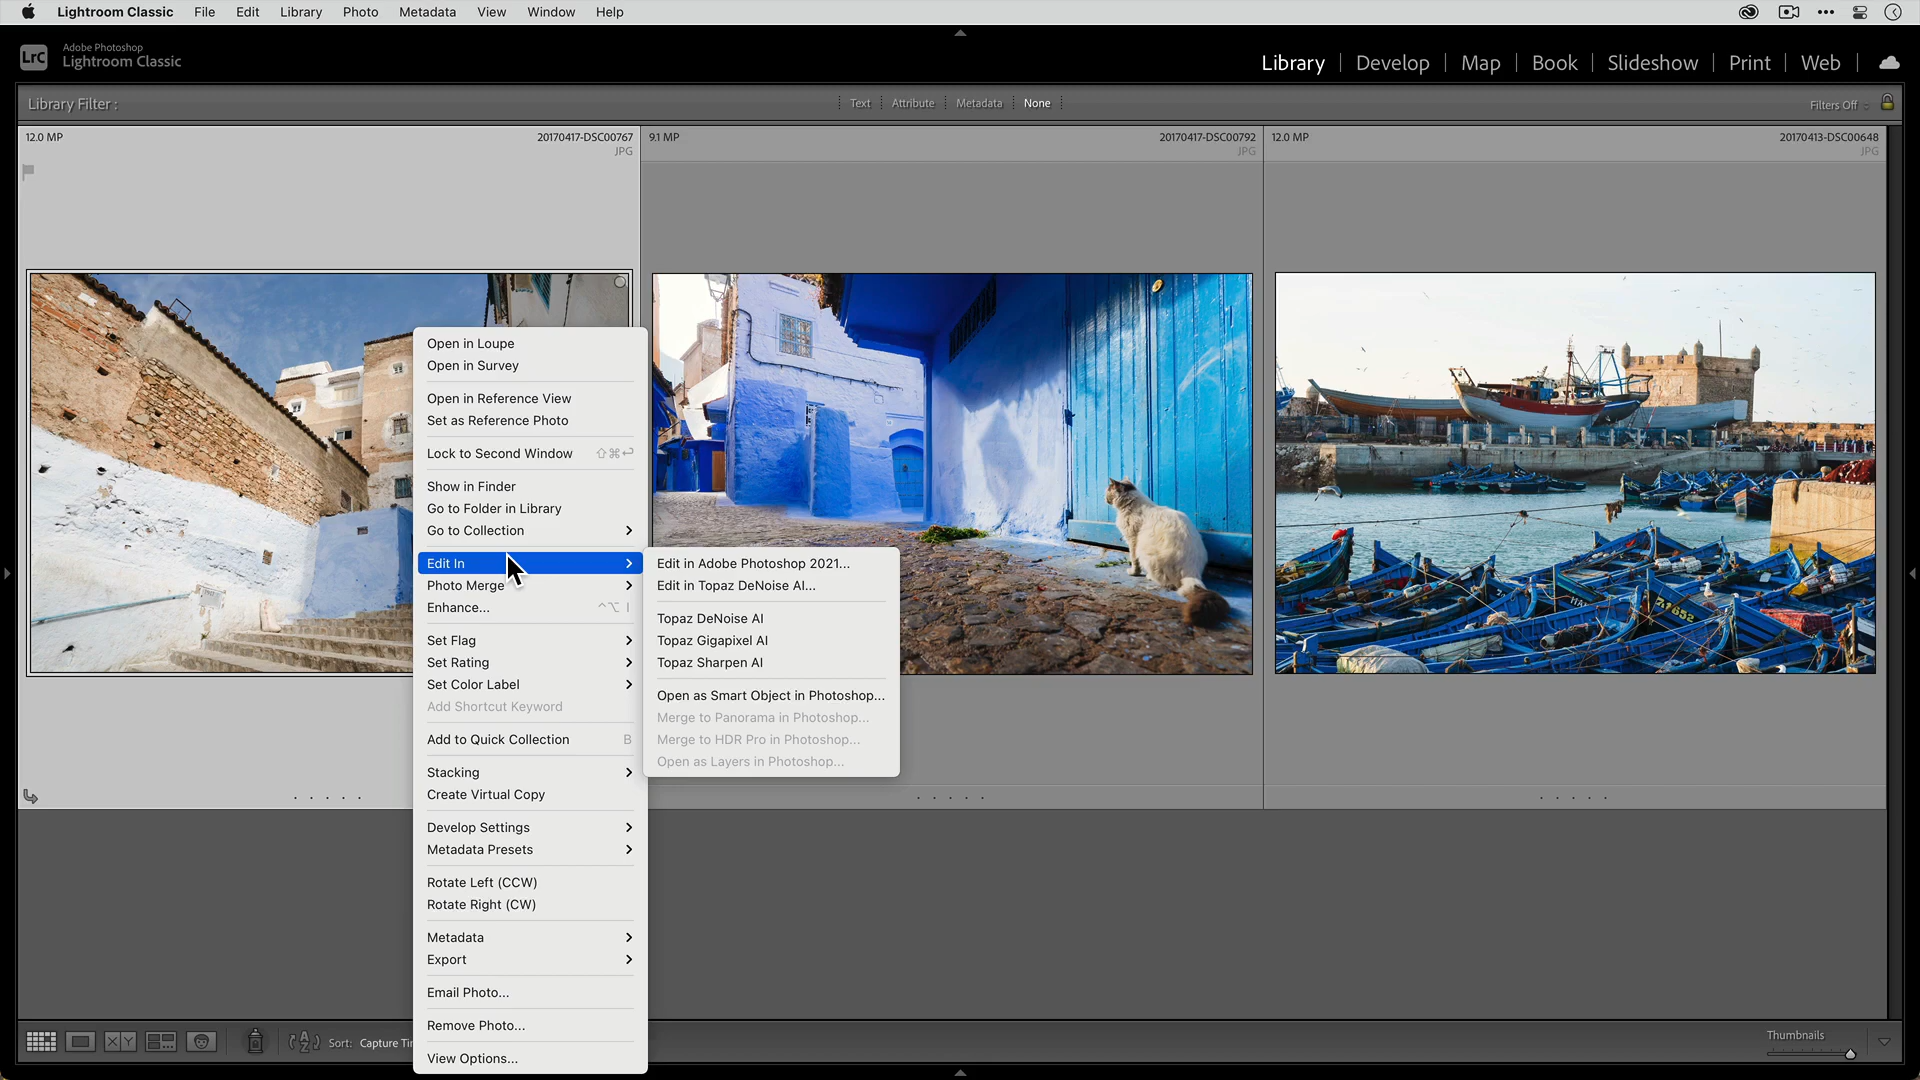 Lightroom Classic File Edit Library Photo Metadata View Window Help
LrC
Adobe Photoshop
Lightroom Classic
Library Develop Map Book Slideshow Print Web
Library Filter :
Text Attribute Metadata None
Filters Off
12.0 MP
20170417-DSC00767
JPG
9.1 MP
20170417-DSC00792
JPG
12.0 MP
20170413-DSC00648
JPG
Open in Loupe
Open in Survey
Open in Reference View
Set as Reference Photo
Lock to Second Window ⇧⌘↩
Show in Finder
Go to Folder in Library
Go to Collection
Edit In
Photo Merge
Enhance... ^⌥ I
Set Flag
Set Rating
Set Color Label
Add Shortcut Keyword
Add to Quick Collection B
Stacking
Create Virtual Copy
Develop Settings
Metadata Presets
Rotate Left (CCW)
Rotate Right (CW)
Metadata
Export
Email Photo...
Remove Photo...
View Options...
Edit in Adobe Photoshop 2021...
Edit in Topaz DeNoise AI...
Topaz DeNoise AI
Topaz Gigapixel AI
Topaz Sharpen AI
Open as Smart Object in Photoshop...
Merge to Panorama in Photoshop...
Merge to HDR Pro in Photoshop...
Open as Layers in Photoshop...
XY
AZ
Sort: Capture Ti
Thumbnails